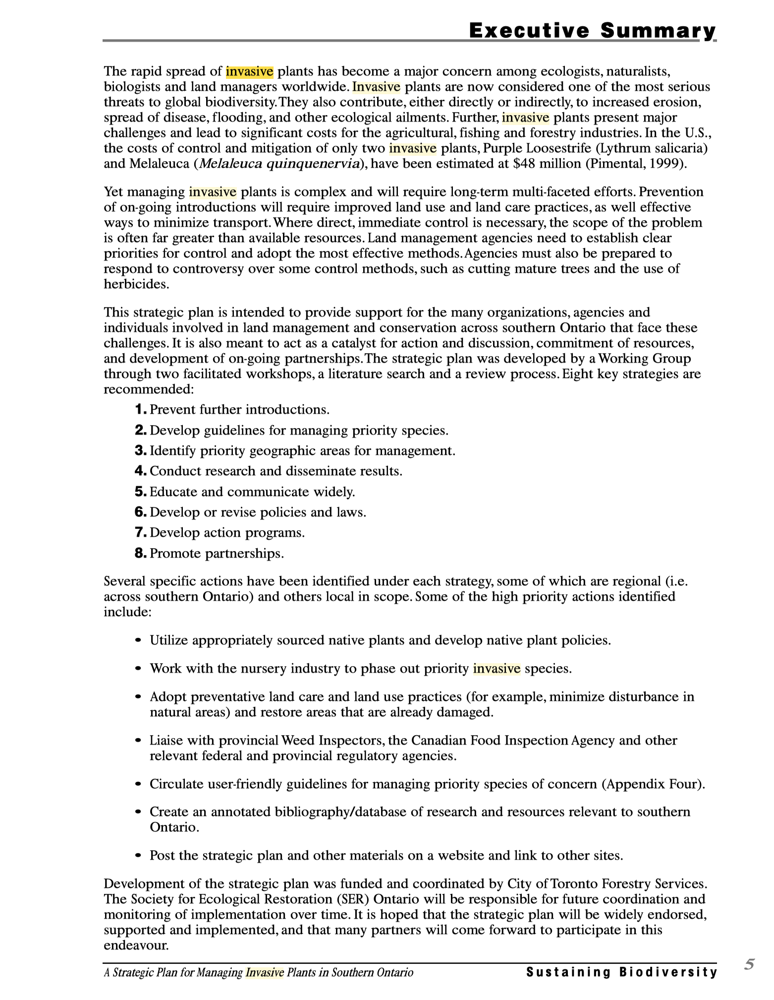 Executive Summary
The rapid spread of invasive plants has become a major concern among ecologists, naturalists,
biologists and land managers worldwide. Invasive plants are now considered one of the most serious
threats to global biodiversity. They also contribute, either directly or indirectly, to increased erosion,
spread of disease, flooding, and other ecological ailments. Further, invasive plants present major
challenges and lead to significant costs for the agricultural, fishing and forestry industries. In the U.S.,
the costs of control and mitigation of only two invasive plants, Purple Loosestrife (Lythrum salicaria)
and Melaleuca (Melaleuca quinquenervia), have been estimated at $48 million (Pimental, 1999).
Yet managing invasive plants is complex and will require long-term multi-faceted efforts. Prevention
of on-going introductions will require improved land use and land care practices, as well effective
ways to minimize transport. Where direct, immediate control is necessary, the scope of the problem
is often far greater than available resources. Land management agencies need to establish clear
priorities for control and adopt the most effective methods. Agencies must also be prepared to
respond to controversy over some control methods, such as cutting mature trees and the use of
herbicides.
This strategic plan is intended to provide support for the many organizations, agencies and
individuals involved in land management and conservation across southern Ontario that face these
challenges. It is also meant to act as a catalyst for action and discussion, commitment of resources,
and development of on-going partnerships. The strategic plan was developed by a Working Group
through two facilitated workshops, a literature search and a review process. Eight key strategies are
recommended:
1. Prevent further introductions.
2. Develop guidelines for managing priority species.
3. Identify priority geographic areas for management.
4. Conduct research and disseminate results.
5. Educate and communicate widely.
6. Develop or revise policies and laws.
7. Develop action programs.
8. Promote partnerships.
Several specific actions have been identified under each strategy, some of which are regional (i.e.
across southern Ontario) and others local in scope. Some of the high priority actions identified
include:
• Utilize appropriately sourced native plants and develop native plant policies.
• Work with the nursery industry to phase out priority invasive species.
• Adopt preventative land care and land use practices (for example, minimize disturbance in
natural areas) and restore areas that are already damaged.
• Liaise with provincial Weed Inspectors, the Canadian Food Inspection Agency and other
relevant federal and provincial regulatory agencies.
• Circulate user-friendly guidelines for managing priority species of concern (Appendix Four).
• Create an annotated bibliography/database of research and resources relevant to southern
Ontario.
• Post the strategic plan and other materials on a website and link to other sites.
Development of the strategic plan was funded and coordinated by City of Toronto Forestry Services.
The Society for Ecological Restoration (SER) Ontario will be responsible for future coordination and
monitoring of implementation over time. It is hoped that the strategic plan will be widely endorsed,
supported and implemented, and that many partners will come forward to participate in this
endeavour.
A Strategic Plan for Managing Invasive Plants in Southern Ontario Sustaining Biodiversity 5